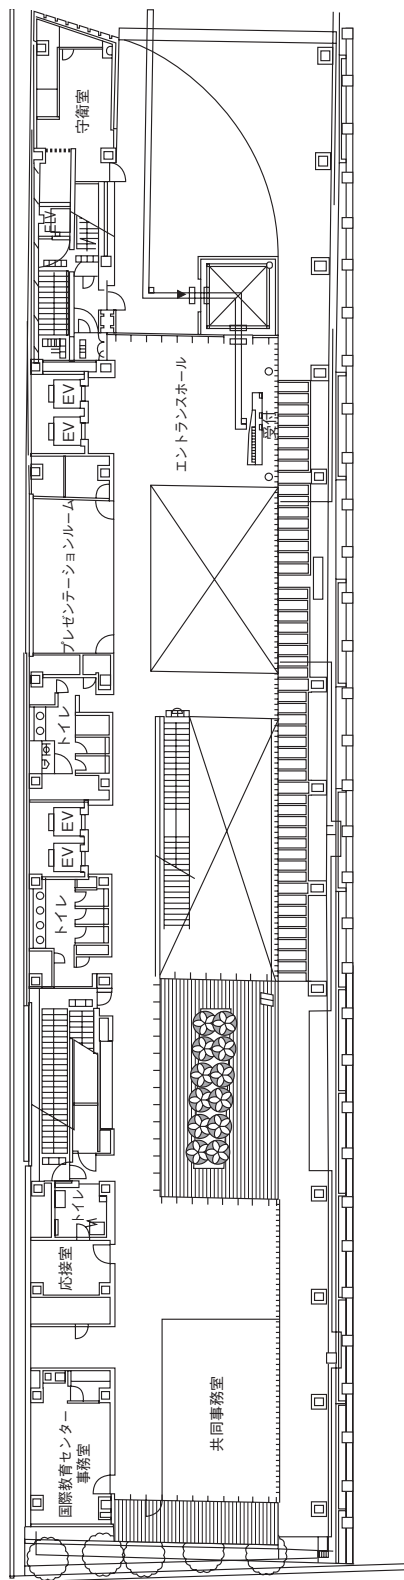 守衛室
EV
EV
EV
エントランスホール
受付
プレゼンテーションルーム
トイレ
EV
EV
トイレ
トイレ
応接室
共同事務室
国際教育センター
事務室